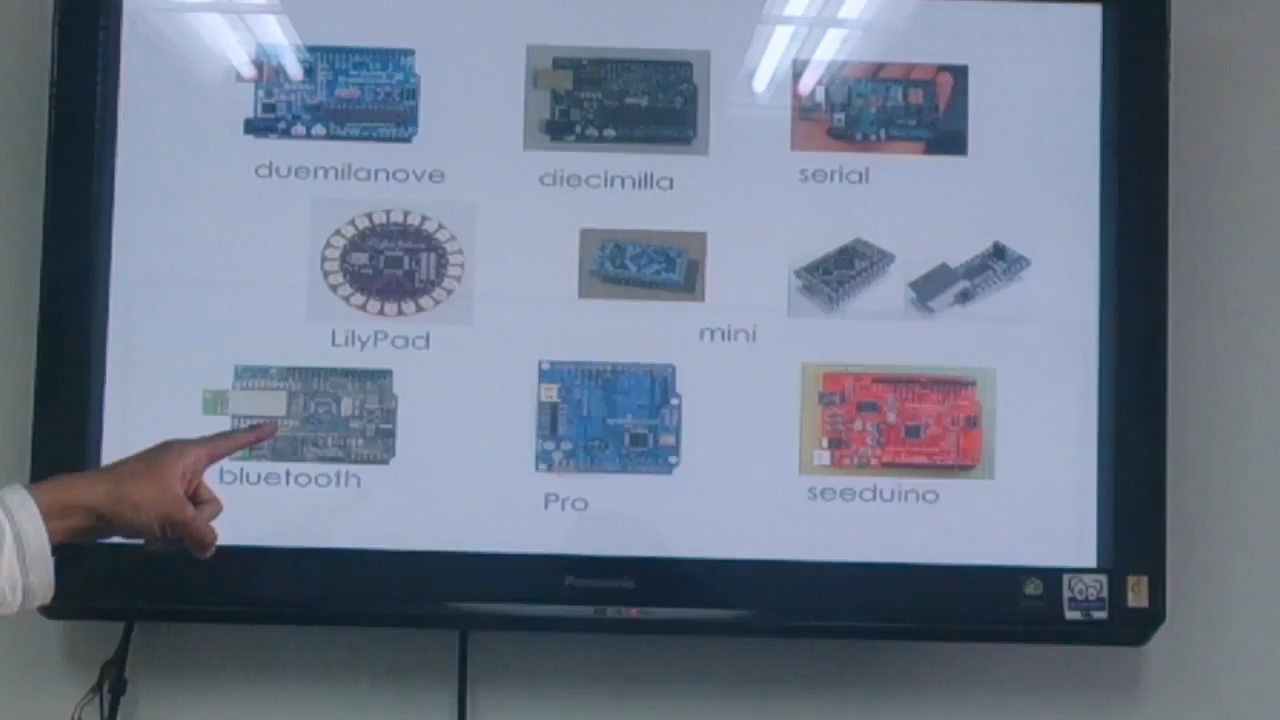 duemilanove
diecimilla
serial
LilyPad
mini
bluetooth
Pro
seeduino
Panasonic